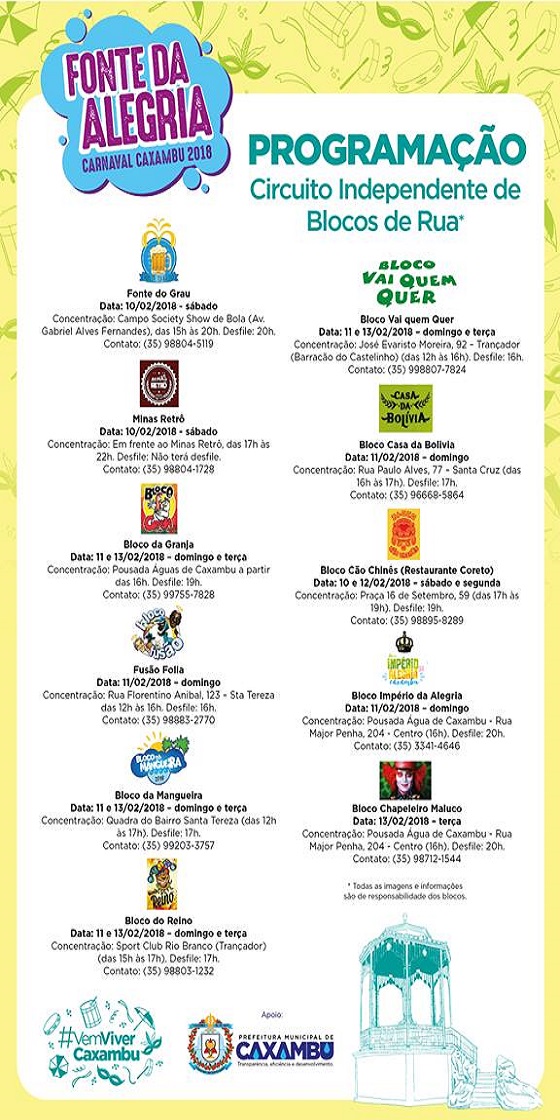 FONTE DA
ALEGRIA
CARNAVAL CAXAMBU 2018
PROGRAMAÇÃO
Circuito Independente de
Blocos de Rua*
Fonte do Grau
Data: 10/02/2018 - sábado
Concentração: Campo Society Show de Bola (Av.
Gabriel Alves Fernandes), das 15h às 20h. Desfile: 20h.
Contato: (35) 98804-5119
MINAS
RETRÔ
Minas Retrô
Data: 10/02/2018 - sábado
Concentração: Em frente ao Minas Retrô, das 17h às
22h. Desfile: Não terá desfile.
Contato: (35) 98804-1728
BLOCO
Bloco da Granja
Data: 11 e 13/02/2018 - domingo e terça
Concentração: Pousada Águas de Caxambu a partir
das 16h. Desfile: 19h.
Contato: (35) 99755-7828
bloco
fusão
Fusão Folia
Data: 11/02/2018 - domingo
Concentração: Rua Florentino Anibal, 123 - Sta Tereza
das 12h às 16h. Desfile: 16h.
Contato: (35) 98883-2770
BLOCO DA
MANGUEIRA
Bloco da Mangueira
Data: 11 e 13/02/2018 - domingo e terça
Concentração: Quadra do Bairro Santa Tereza (das 12h
às 17h). Desfile: 17h.
Contato: (35) 99203-3757
Reino
Bloco do Reino
Data: 11 e 13/02/2018 - domingo e terça
Concentração: Sport Club Rio Branco (Trançador)
(das 15h às 17h). Desfile: 17h.
Contato: (35) 98803-1232
BLOCO
VAI QUEM
QUER
Bloco Vai quem Quer
Data: 11 e 13/02/2018 - domingo e terça
Concentração: José Evaristo Moreira, 92 - Trançador
(Barracão do Castelinho) (das 12h às 16h). Desfile: 16h.
Contato: (35) 998807-7824
CASA
DA
BOLÍVIA
Bloco Casa da Bolivia
Data: 11/02/2018 - domingo
Concentração: Rua Paulo Alves, 77 - Santa Cruz (das
16h às 17h). Desfile: 17h.
Contato: (35) 96668-5864
Bloco Cão Chinês (Restaurante Coreto)
Data: 10 e 12/02/2018 - sábado e segunda
Concentração: Praça 16 de Setembro, 59 (das 17h às
19h). Desfile: 19h.
Contato: (35) 98895-8289
IMPÉRIO
ALEGRIA
Bloco Império da Alegria
Data: 11/02/2018 - domingo
Concentração: Pousada Água de Caxambu - Rua
Major Penha, 204 - Centro (16h). Desfile: 20h.
Contato: (35) 3341-4646
Bloco Chapeleiro Maluco
Data: 13/02/2018 - terça
Concentração: Pousada Água de Caxambu - Rua
Major Penha, 204 - Centro (16h). Desfile: 20h.
Contato: (35) 98712-1544
* Todas as imagens e informações
são de responsabilidade dos blocos.
#VemViver
Caxambu
Apoio:
PREFEITURA MUNICIPAL DE
CAXAMBU
Transparência, eficiência e desenvolvimento.